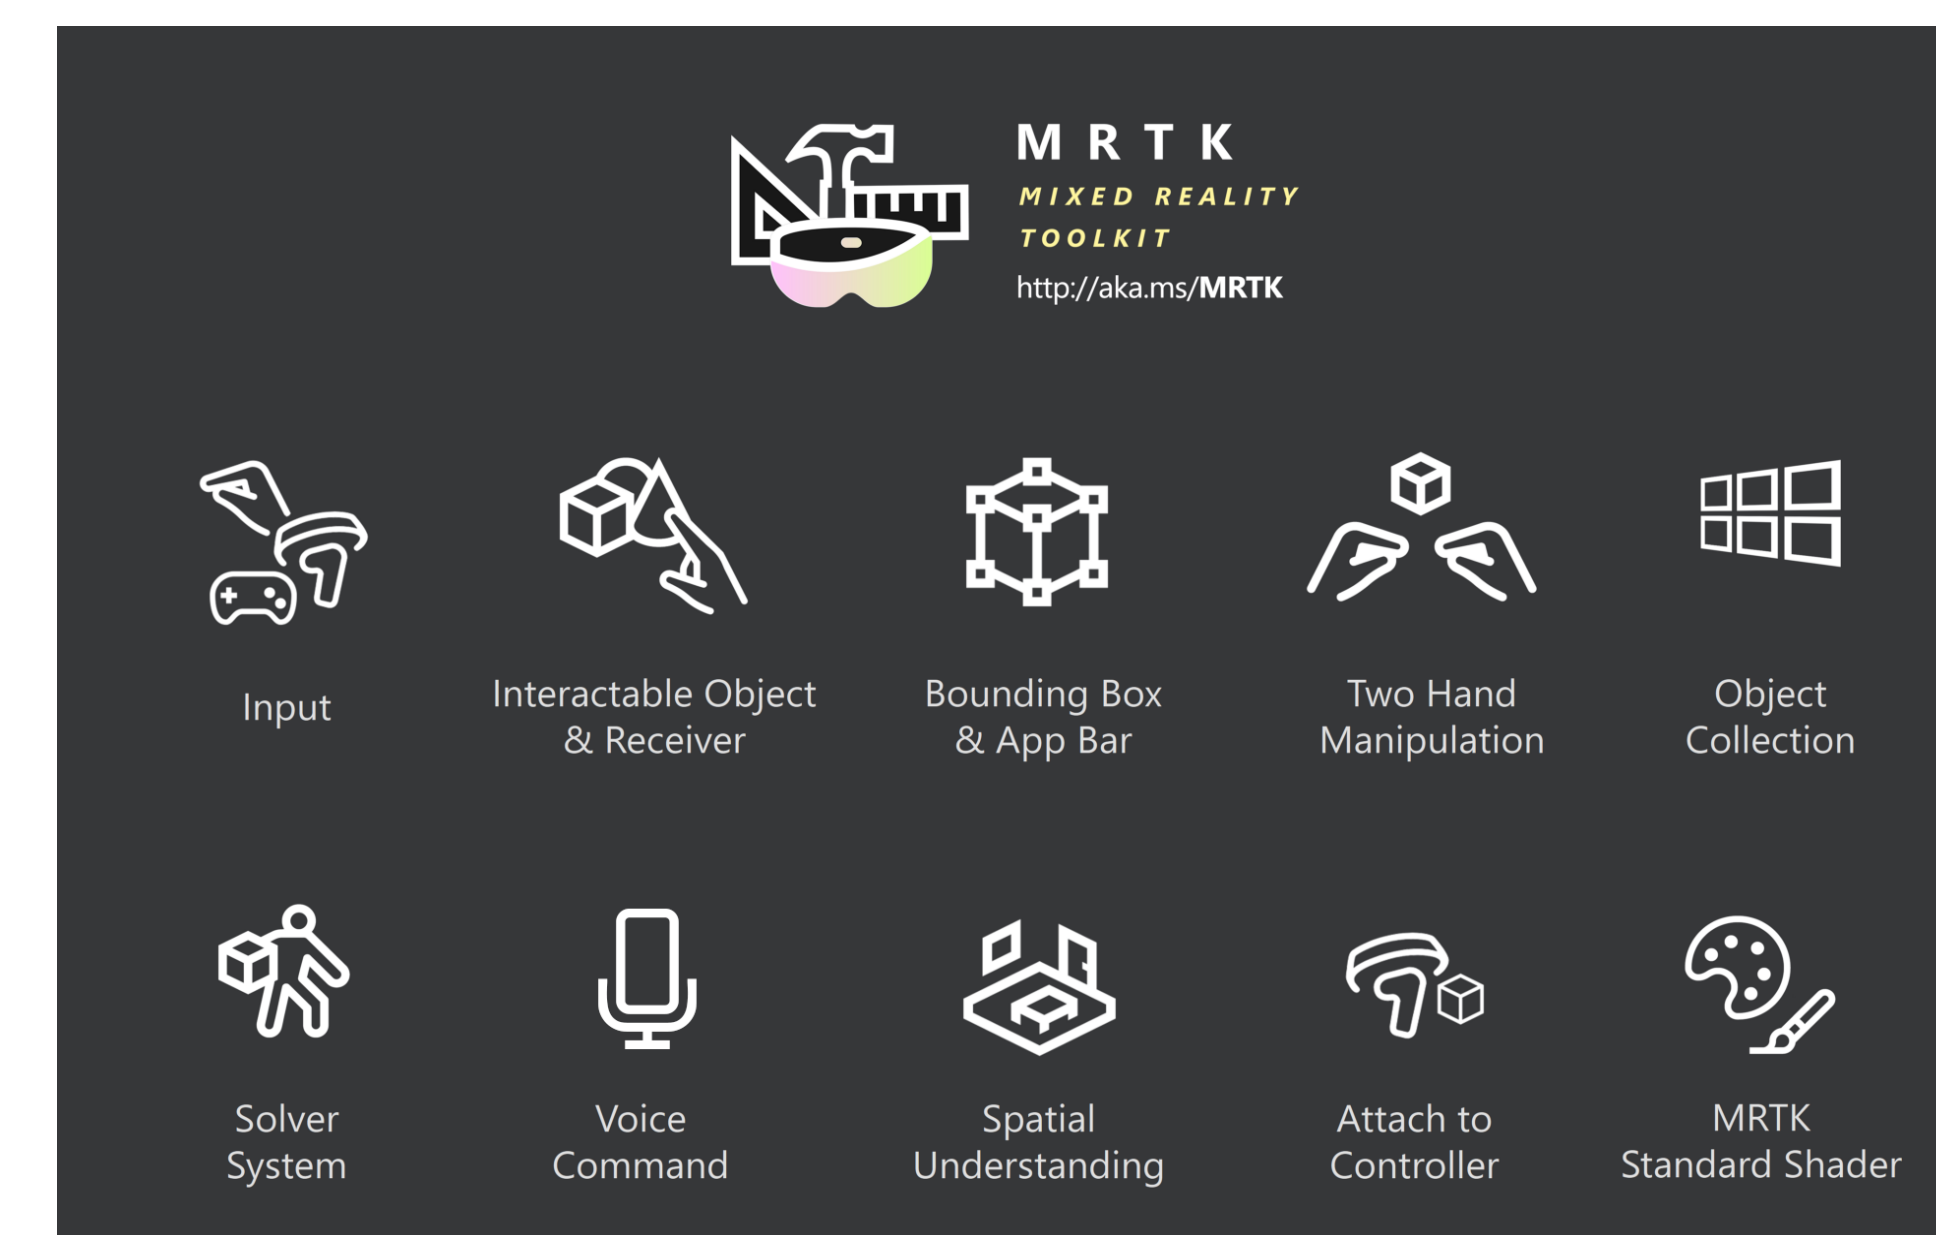 MRTK
MIXED REALITY
TOOLKIT
http://aka.ms/MRTK
Input
Interactable Object
& Receiver
Bounding Box
& App Bar
Two Hand
Manipulation
Object
Collection
Solver
System
Voice
Command
Spatial
Understanding
Attach to
Controller
MRTK
Standard Shader